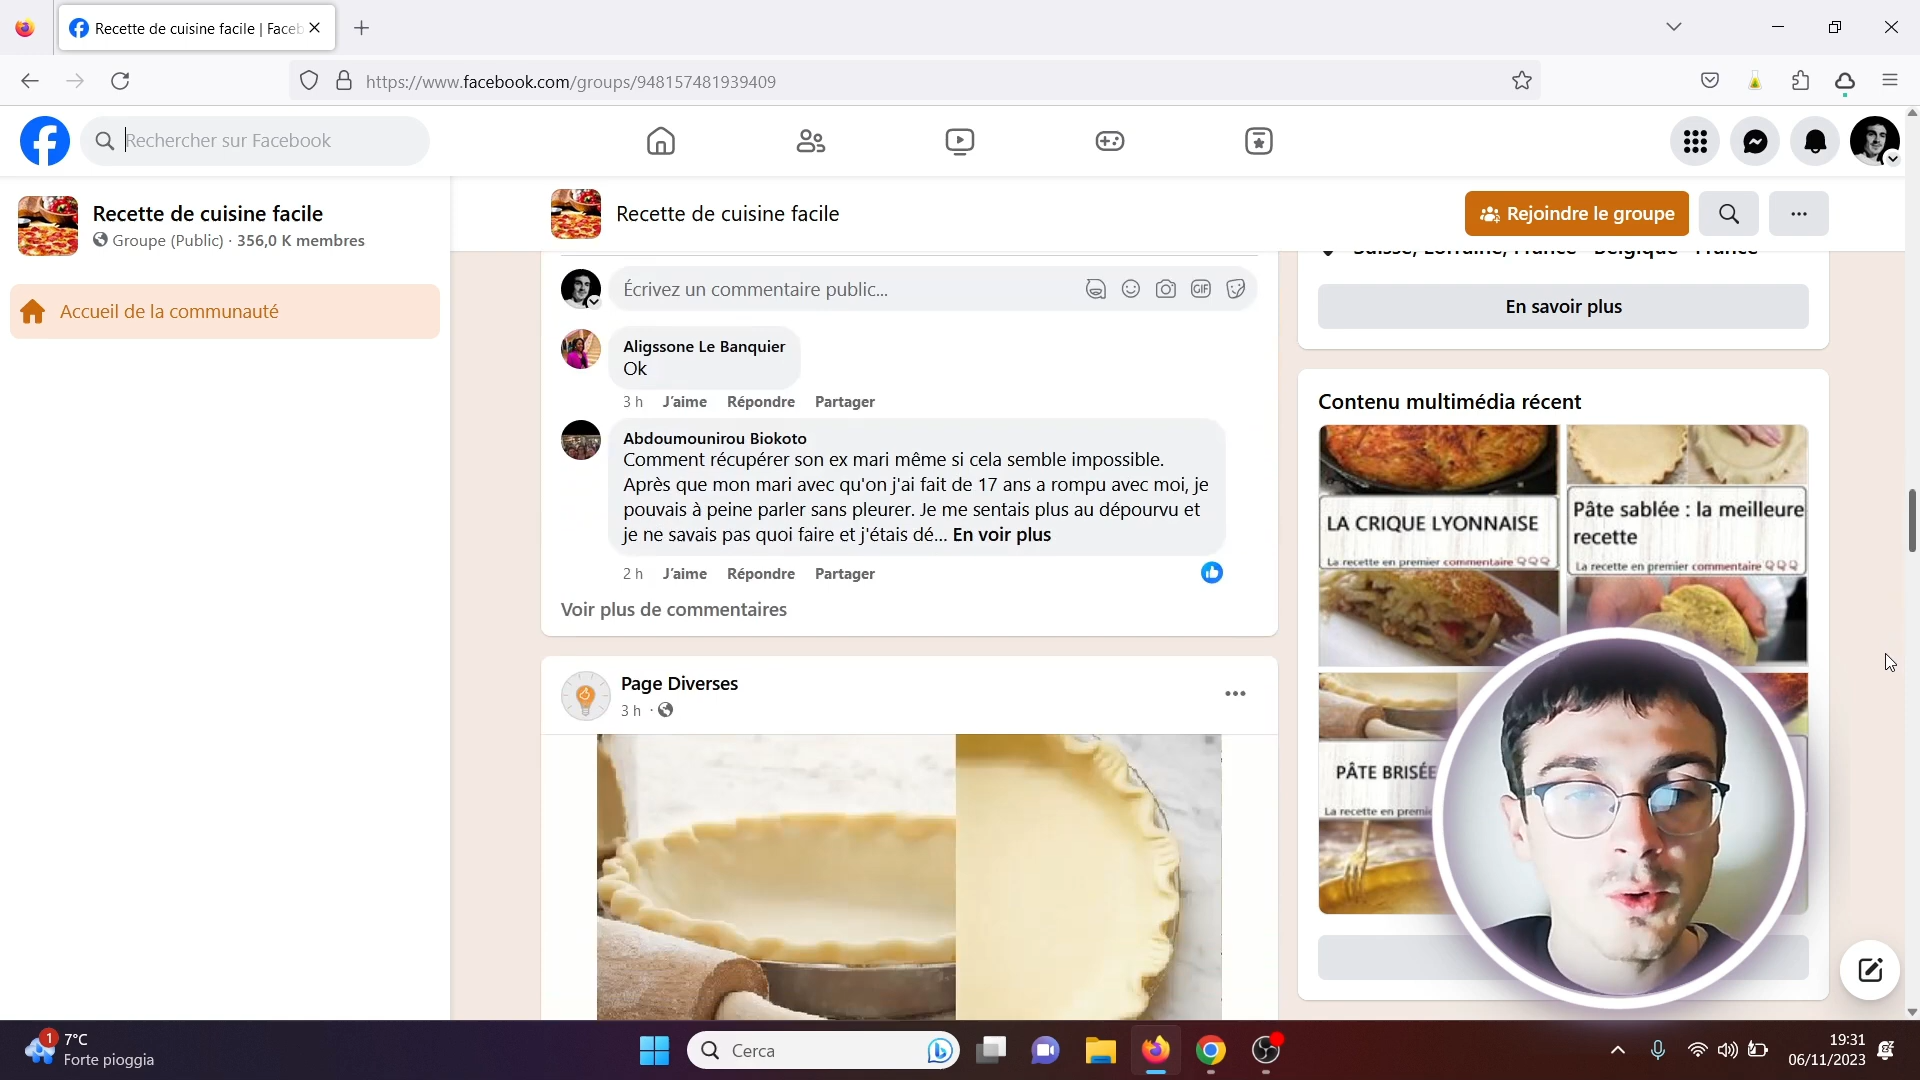 Recette de cuisine facile | Faceb
https://www.facebook.com/groups/948157481939409
Rechercher sur Facebook
Recette de cuisine facile
Groupe (Public) · 356,0 K membres
Accueil de la communauté
Recette de cuisine facile
Rejoindre le groupe
Suisse, Lorraine, France - Belgique - France
En savoir plus
Écrivez un commentaire public...
GIF
Aligssone Le Banquier
Ok
3 h J'aime Répondre Partager
Abdoumounirou Biokoto
Comment récupérer son ex mari même si cela semble impossible.
Après que mon mari avec qu'on j'ai fait de 17 ans a rompu avec moi, je
pouvais à peine parler sans pleurer. Je me sentais plus au dépourvu et
je ne savais pas quoi faire et j'étais dé... En voir plus
2 h J'aime Répondre Partager
Voir plus de commentaires
Page Diverses
3 h ·
Contenu multimédia récent
LA CRIQUE LYONNAISE
La recette en premier commentaire
Pâte sablée : la meilleure
recette
La recette en premier commentaire
PÂTE BRISÉE
La recette en premie
1
7°C
Forte pioggia
Cerca
19:31
06/11/2023